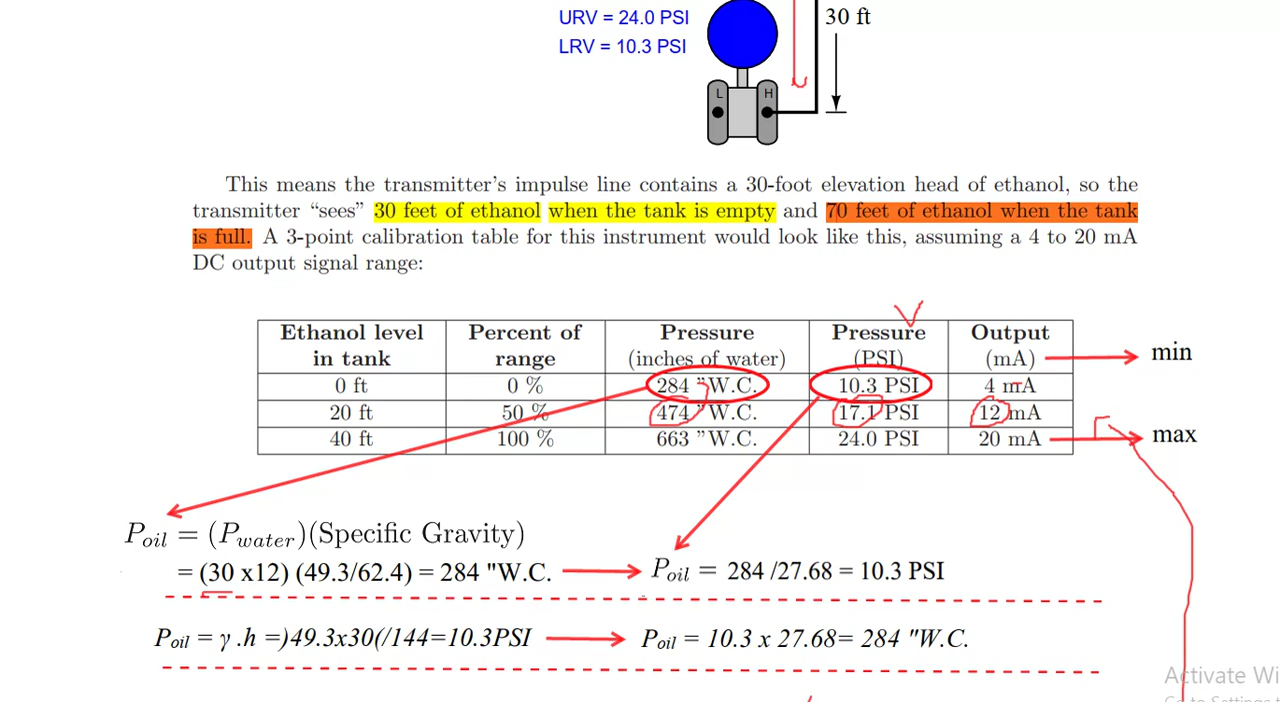 URV = 24.0 PSI
30 ft
LRV = 10.3 PSI
L H
This means the transmitter's impulse line contains a 30-foot elevation head of ethanol, so the
transmitter “sees” 30 feet of ethanol when the tank is empty and 70 feet of ethanol when the tank
is full. A 3-point calibration table for this instrument would look like this, assuming a 4 to 20 mA
DC output signal range:
Ethanol level Percent of Pressure Pressure Output
in tank range (inches of water) (PSI) (mA) min
0 ft 0 % 284 ”W.C. 10.3 PSI 4 mA
20 ft 50 % 474 ”W.C. 17.1 PSI 12 mA
40 ft 100 % 663 ”W.C. 24.0 PSI 20 mA max
Poil = (Pwater)(Specific Gravity)
= (30 x12) (49.3/62.4) = 284 "W.C. Poil = 284 /27.68 = 10.3 PSI
Poil = γ .h =)49.3x30(/144=10.3PSI Poil = 10.3 x 27.68= 284 "W.C.
Activate Wi